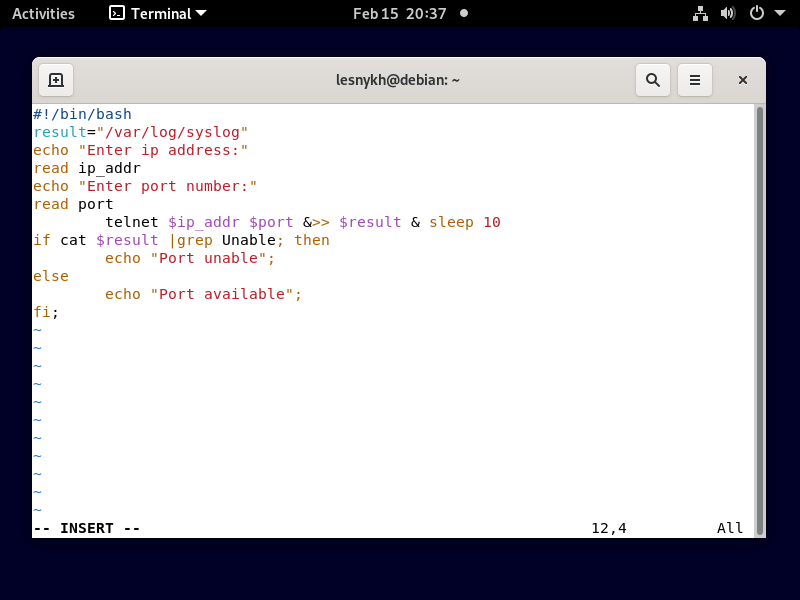 Activities Terminal Feb 15 20:37
lesnykh@debian: ~
#!/bin/bash
result="/var/log/syslog"
echo "Enter ip address:"
read ip_addr
echo "Enter port number:"
read port
        telnet $ip_addr $port &>> $result & sleep 10
if cat $result |grep Unable; then
        echo "Port unable";
else
        echo "Port available";
fi;
~
~
~
~
~
~
~
~
~
~
~
-- INSERT -- 12,4 All